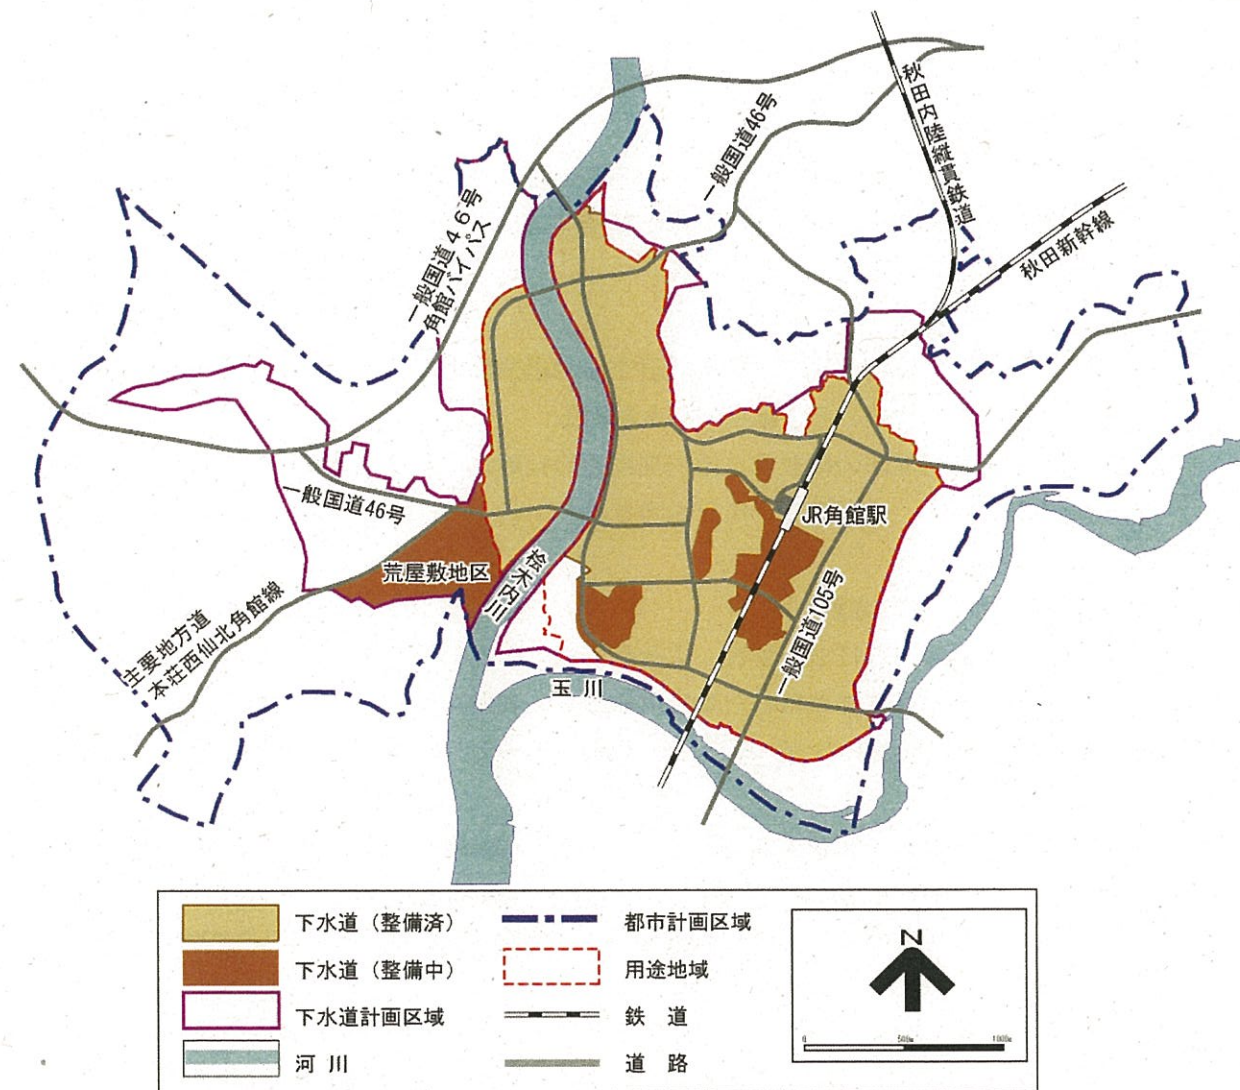 秋田内陸縦貫鉄道
一般国道46号
秋田新幹線
一般国道４６号
角館バイパス
一般国道46号
JR角館駅
荒屋敷地区
桧木内川
一般国道105号
主要地方道
本荘西仙北角館線
玉川
下水道（整備済）
下水道（整備中）
下水道計画区域
河川
都市計画区域
用途地域
鉄　道
道　路
N
0 500m 1000m